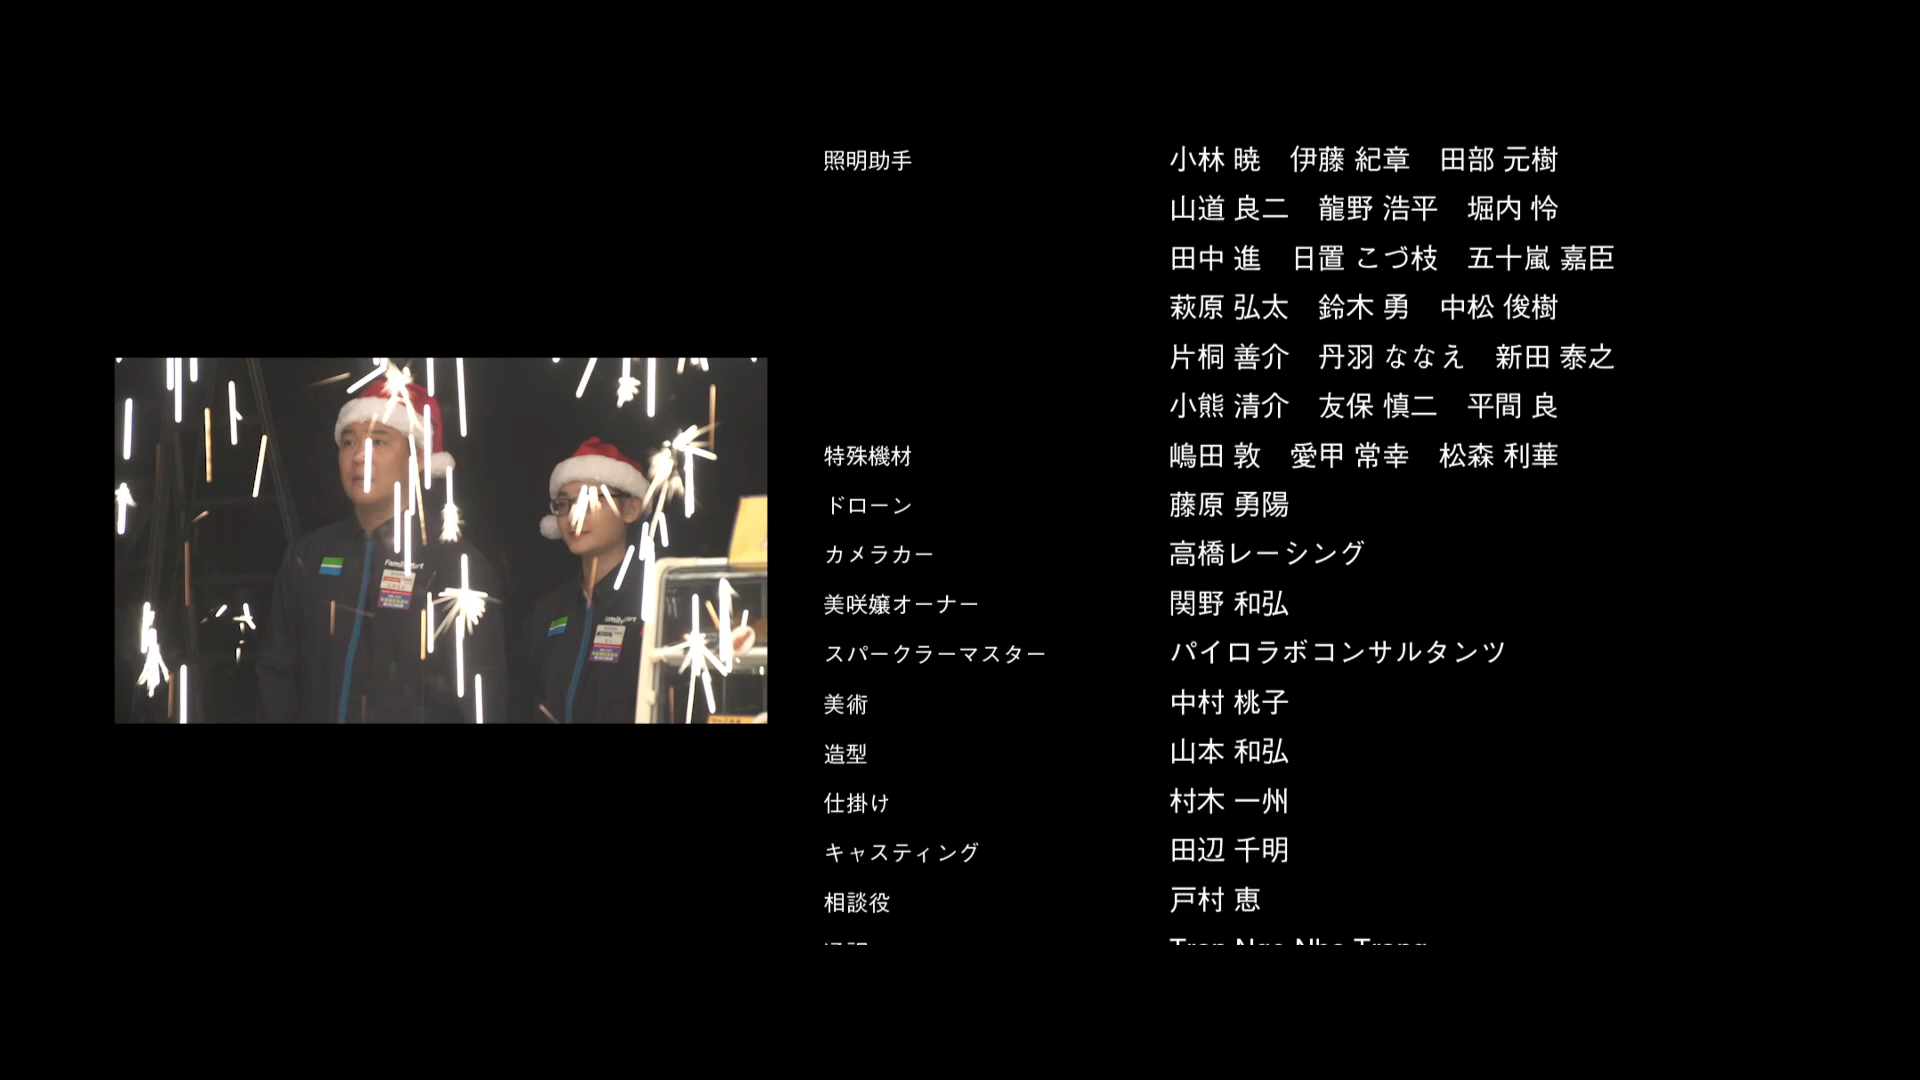 照明助手 小林 暁 伊藤 紀章 田部 元樹
山道 良二 龍野 浩平 堀内 怜
田中 進 日置 こづ枝 五十嵐 嘉臣
萩原 弘太 鈴木 勇 中松 俊樹
片桐 善介 丹羽 ななえ 新田 泰之
小熊 清介 友保 慎二 平間 良
特殊機材 嶋田 敦 愛甲 常幸 松森 利華
ドローン 藤原 勇陽
カメラカー 高橋レーシング
美咲嬢オーナー 関野 和弘
スパークラーマスター パイロラボコンサルタンツ
美術 中村 桃子
造型 山本 和弘
仕掛け 村木 一州
キャスティング 田辺 千明
相談役 戸村 恵